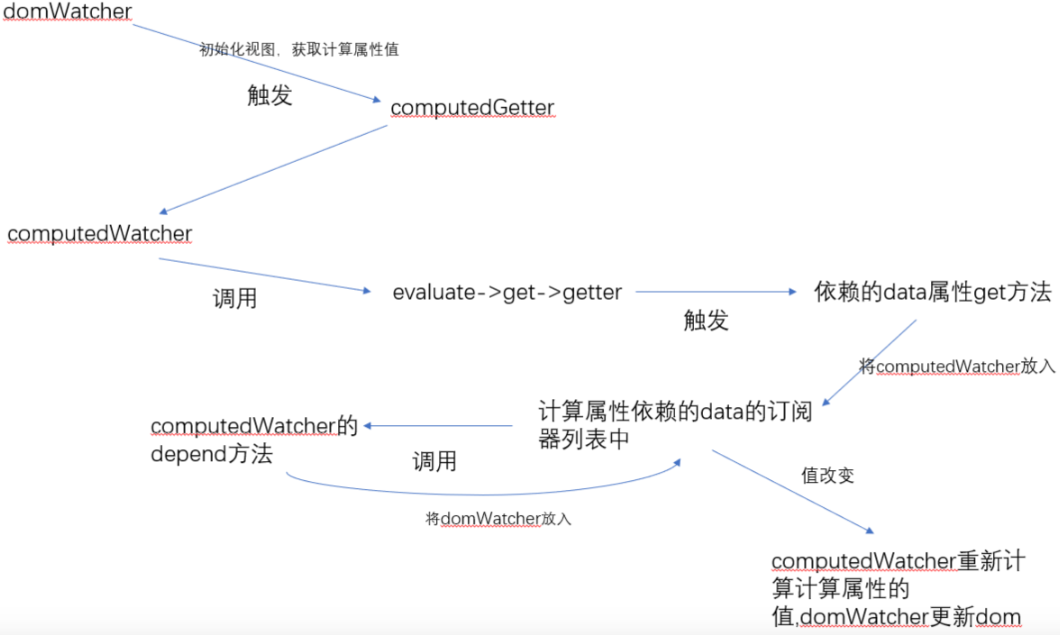 domWatcher
初始化视图，获取计算属性值
触发
computedGetter
computedWatcher
调用
evaluate->get->getter
触发
依赖的data属性get方法
将computedWatcher放入
计算属性依赖的data的订阅
器列表中
computedWatcher的
depend方法
调用
将domWatcher放入
值改变
computedWatcher重新计
算计算属性的
值,domWatcher更新dom